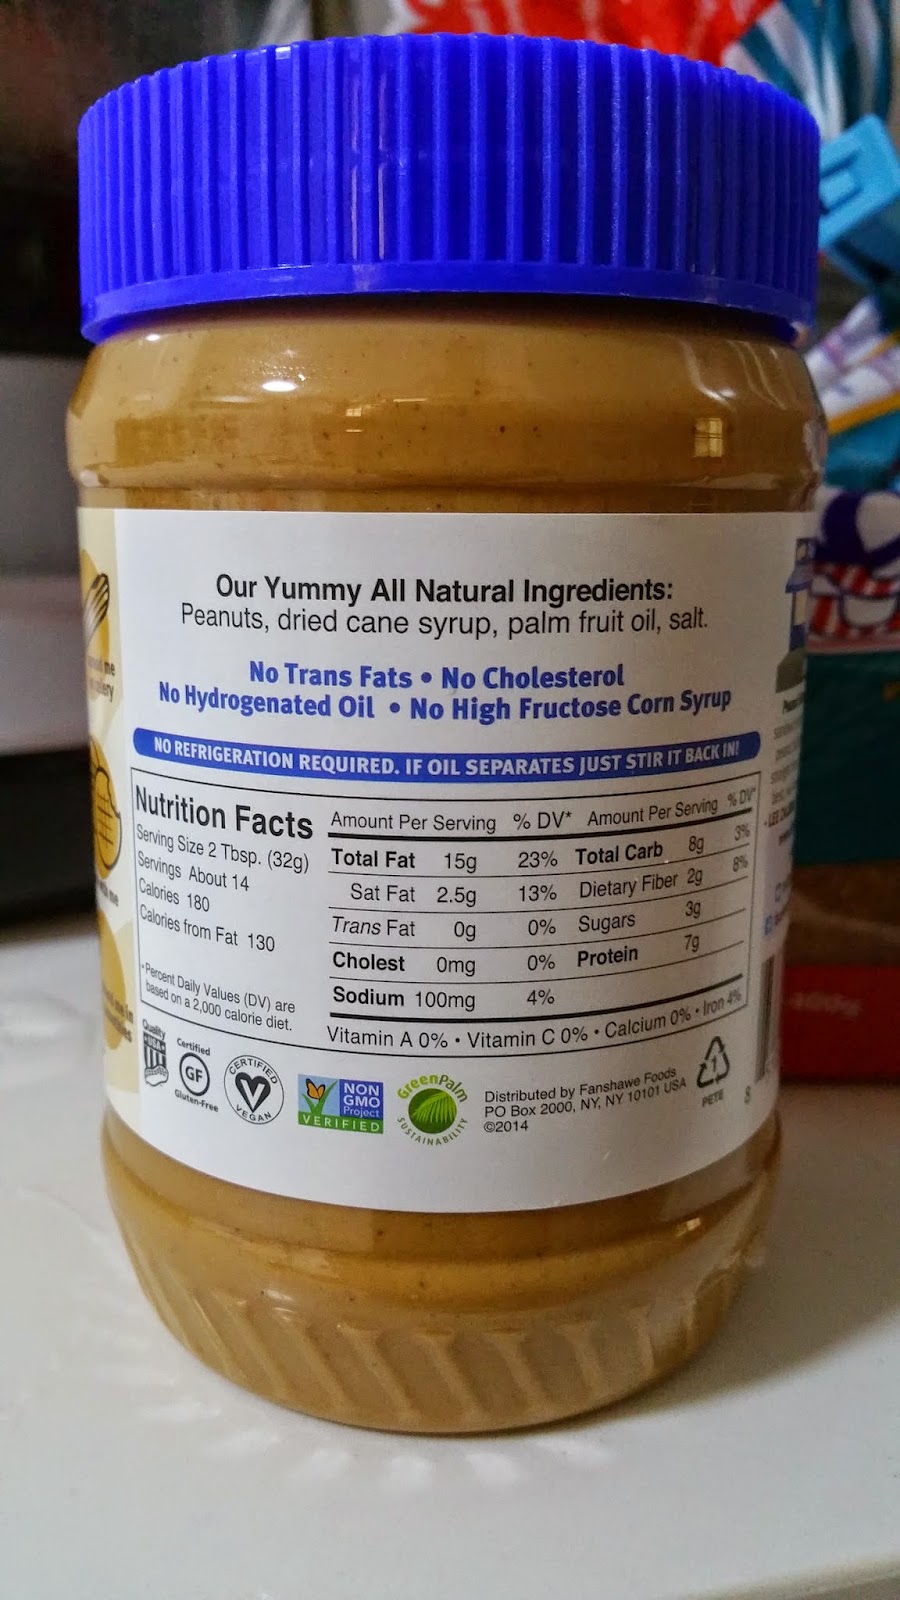 Our Yummy All Natural Ingredients:
Peanuts, dried cane syrup, palm fruit oil, salt.
No Trans Fats • No Cholesterol
No Hydrogenated Oil • No High Fructose Corn Syrup
NO REFRIGERATION REQUIRED. IF OIL SEPARATES JUST STIR IT BACK IN!
Nutrition Facts
Serving Size 2 Tbsp. (32g)
Servings About 14
Calories 180
Calories from Fat 130
*Percent Daily Values (DV) are
based on a 2,000 calorie diet.
Amount Per Serving % DV* Amount Per Serving % DV*
Total Fat 15g 23% Total Carb 8g 3%
Sat Fat 2.5g 13% Dietary Fiber 2g 8%
Trans Fat 0g 0% Sugars 3g
Cholest 0mg 0% Protein 7g
Sodium 100mg 4%
Vitamin A 0% • Vitamin C 0% • Calcium 0% • Iron 4%
Quality
USA
Certified
GF
Gluten-Free
CERTIFIED
VEGAN
NON
GMO
Project
VERIFIED
GreenPalm
SUSTAINABILITY
Distributed by Fanshawe Foods
PO Box 2000, NY, NY 10101 USA
©2014
1
PETE
8
me